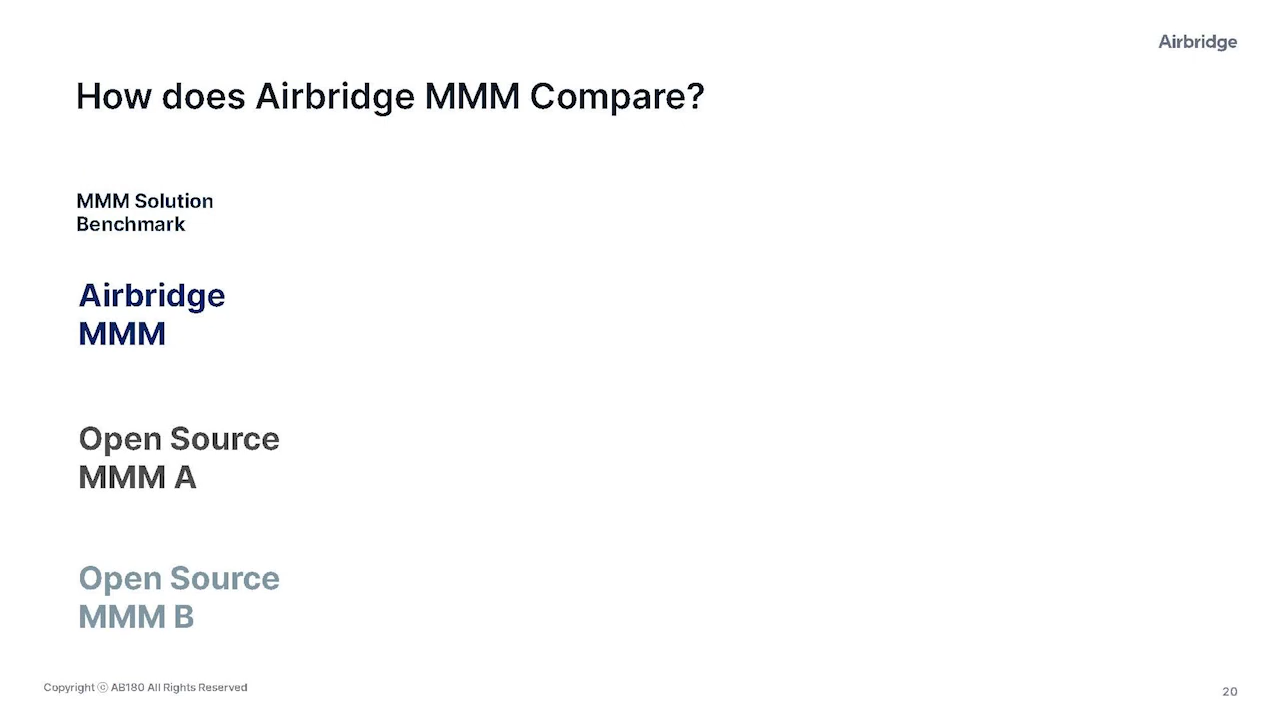 Airbridge
How does Airbridge MMM Compare?
MMM Solution
Benchmark
Airbridge
MMM
Open Source
MMM A
Open Source
MMM B
Copyright ⓒ AB180 All Rights Reserved
20